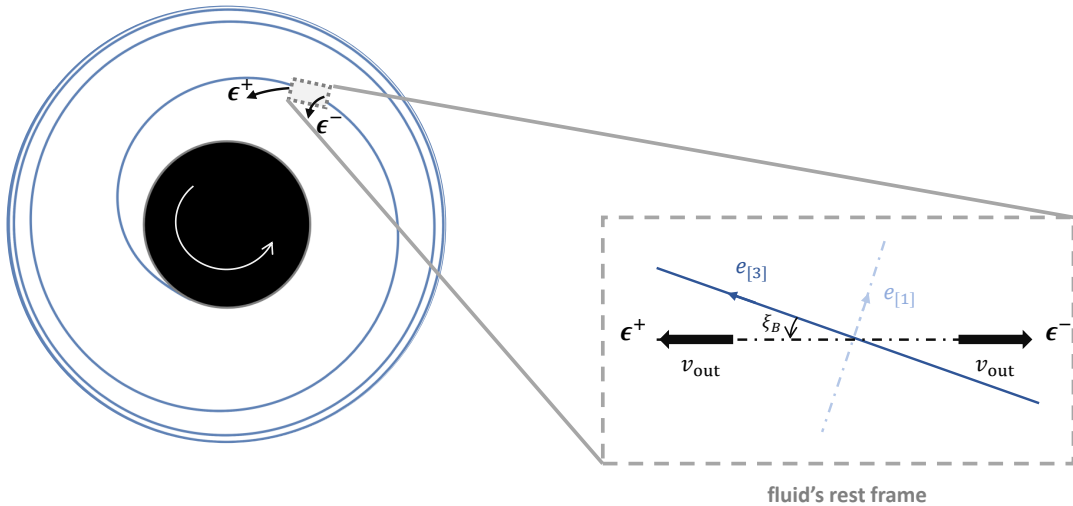 ϵ⁺
ϵ⁻
e[3]
e[1]
ξB
ϵ⁺
ϵ⁻
vout
vout
fluid's rest frame